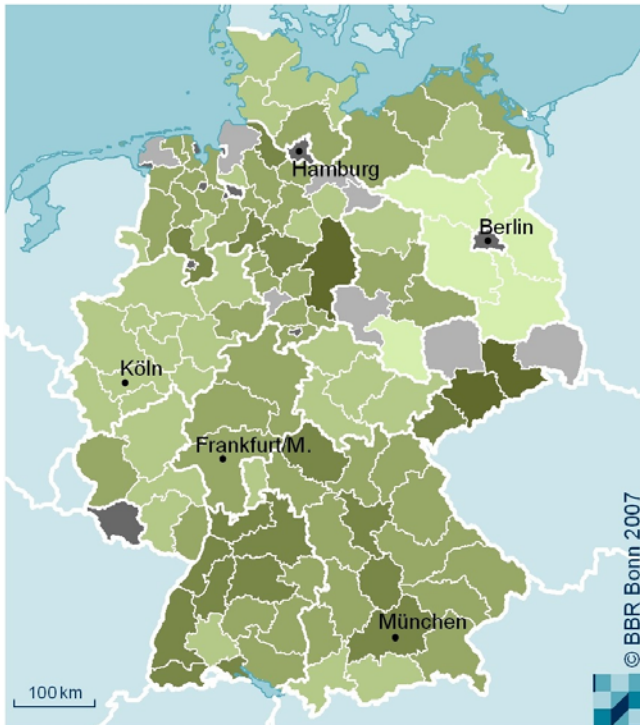 Hamburg
Berlin
Köln
Frankfurt/M.
München
100 km
© BBR Bonn 2007